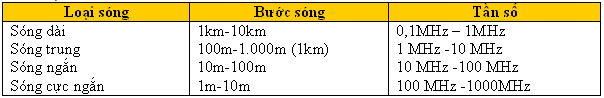 Loại sóng Bước sóng Tần số
Sóng dài 1km-10km 0,1MHz – 1MHz
Sóng trung 100m-1.000m (1km) 1 MHz -10 MHz
Sóng ngắn 10m-100m 10 MHz -100 MHz
Sóng cực ngắn 1m-10m 100 MHz -1000MHz